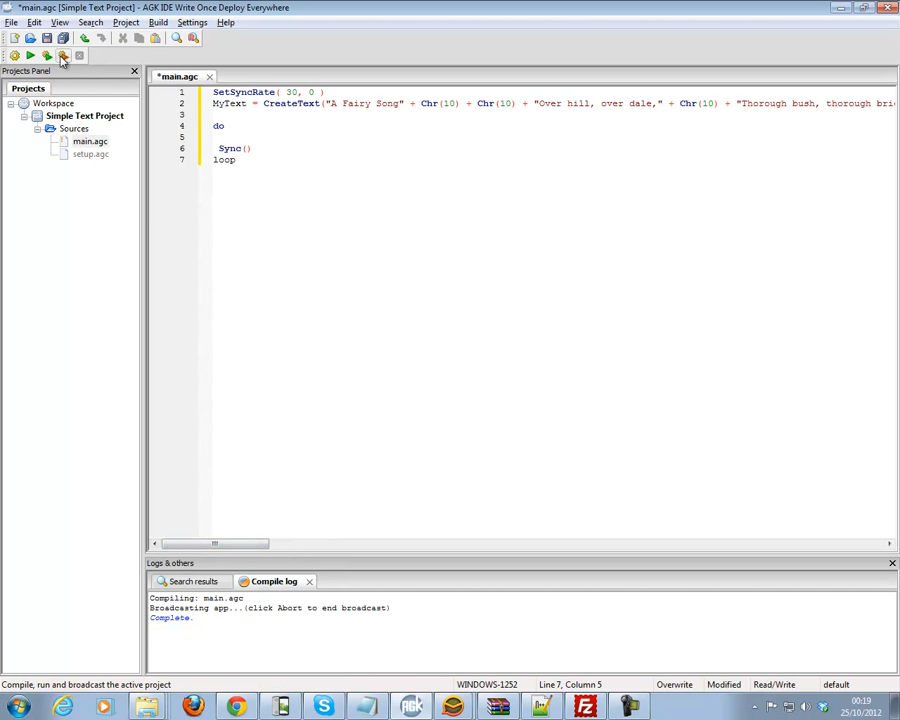 *main.agc [Simple Text Project] - AGK IDE Write Once Deploy Everywhere
File Edit View Search Project Build Settings Help
Projects Panel
*main.agc
Projects
Workspace
Simple Text Project
Sources
main.agc
setup.agc
1 SetSyncRate( 30, 0 )
2 MyText = CreateText("A Fairy Song" + Chr(10) + Chr(10) + "Over hill, over dale," + Chr(10) + "Thorough bush, thorough bri
3
4 do
5
6 Sync()
7 loop
Logs & others
Search results Compile log
Compiling: main.agc
Broadcasting app...(click Abort to end broadcast)
Complete.
Compile, run and broadcast the active project WINDOWS-1252 Line 7, Column 5 Overwrite Modified Read/Write default
AGK
00:19
25/10/2012